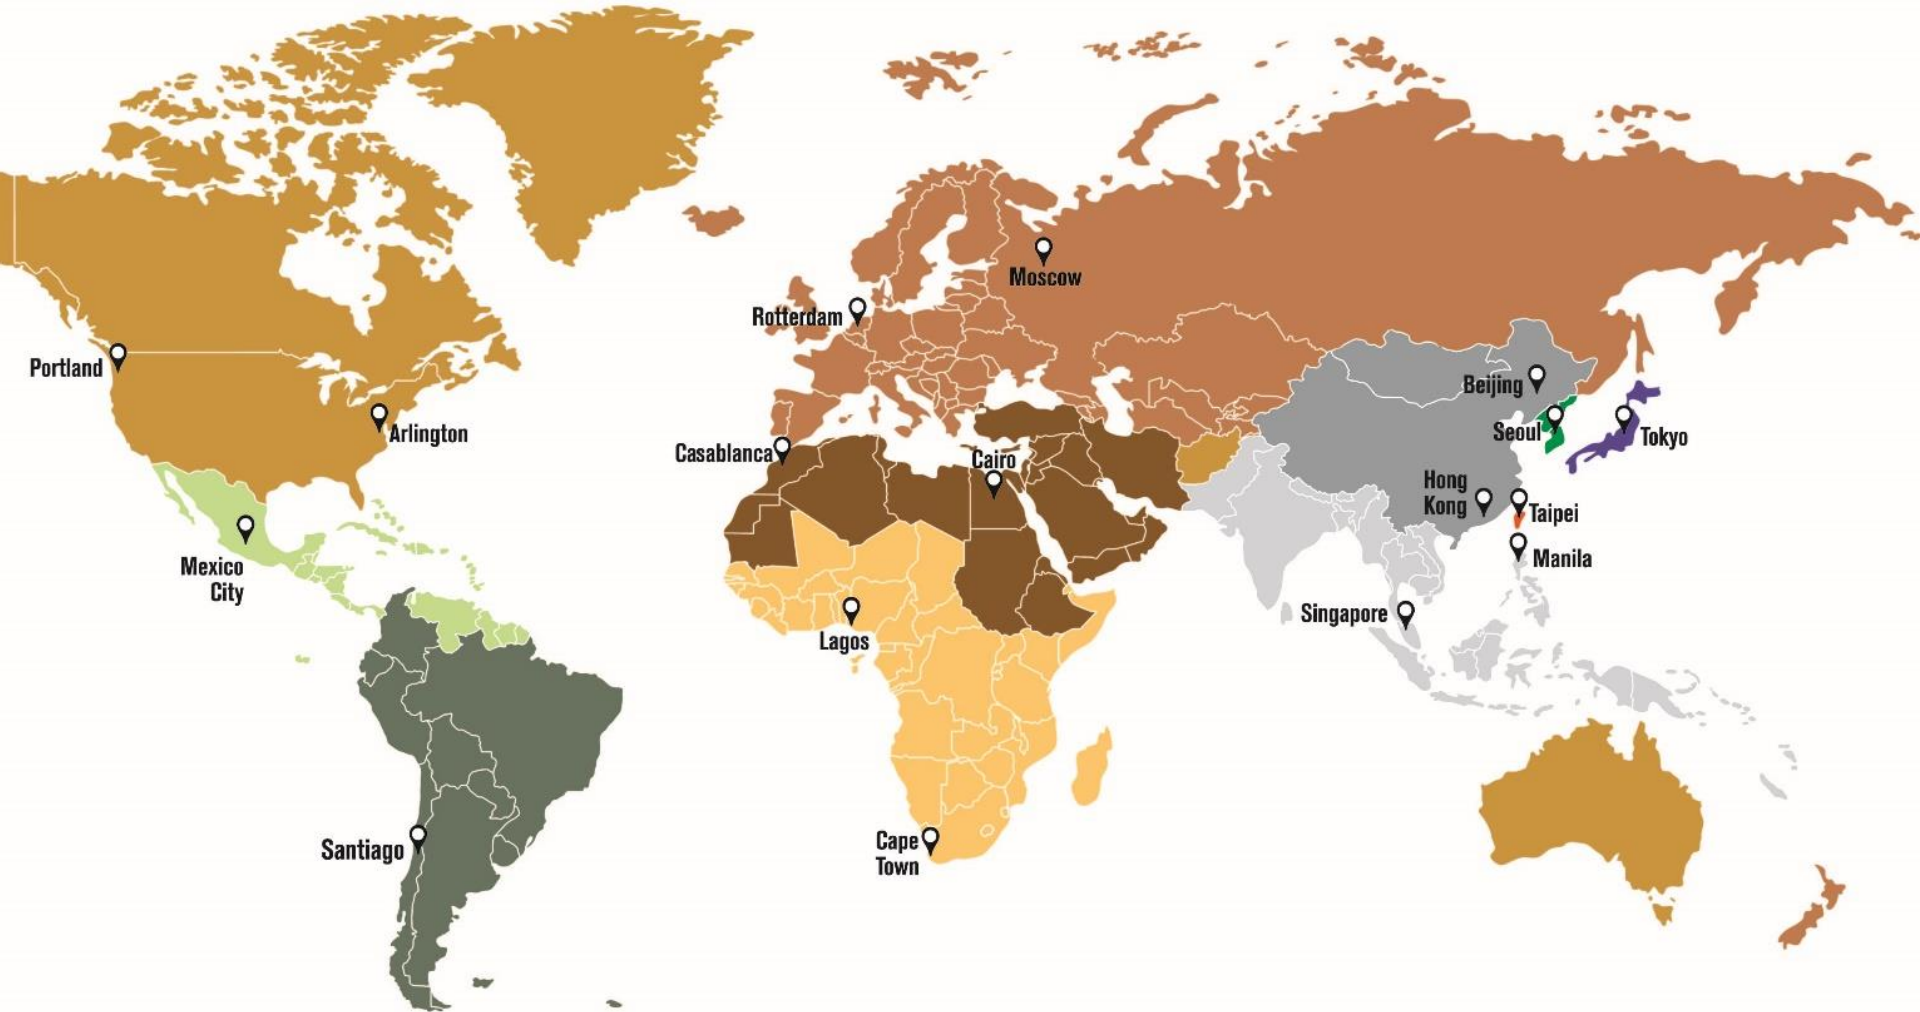 Moscow
Rotterdam
Portland
Beijing
Arlington
Seoul
Tokyo
Casablanca
Cairo
Hong
Kong
Taipei
Mexico
City
Manila
Singapore
Lagos
Santiago
Cape
Town